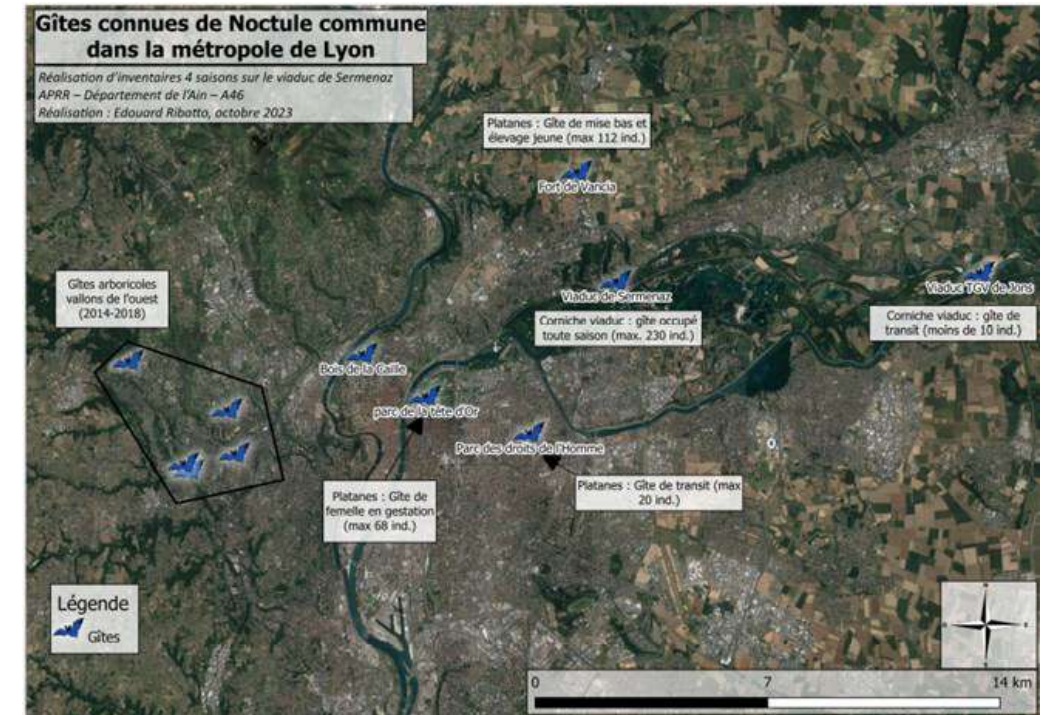 Gîtes connues de Noctule commune
dans la métropole de Lyon
Réalisation d'inventaires 4 saisons sur le viaduc de Sermenaz
APRR – Département de l'Ain – A46
Réalisation : Edouard Ribatto, octobre 2023
Platanes : Gîte de mise bas et
élevage jeune (max 112 ind.)
Fort de Vancia
Gîtes arboricoles
vallons de l'ouest
(2014-2018)
Viaduc de Sermenaz
Viaduc TGV de Jons
Corniche viaduc : gîte occupé
toute saison (max. 230 ind.)
Corniche viaduc : gîte de
transit (moins de 10 ind.)
Bois de la Caille
parc de la tête d'Or
Parc des droits de l'Homme
Platanes : Gîte de
femelle en gestation
(max 68 ind.)
Platanes : Gîte de transit (max
20 ind.)
Légende
Gîtes
0 7 14 km